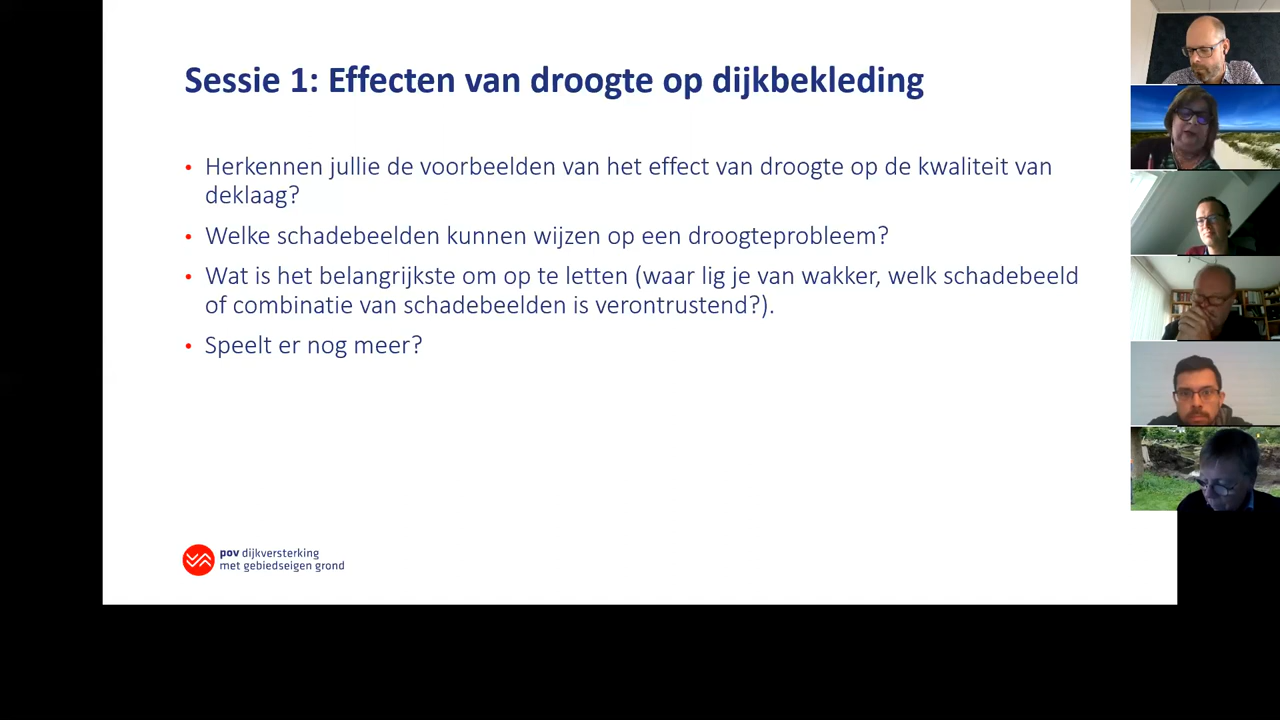 Sessie 1: Effecten van droogte op dijkbekleding
• Herkennen jullie de voorbeelden van het effect van droogte op de kwaliteit van
deklaag?
• Welke schadebeelden kunnen wijzen op een droogteprobleem?
• Wat is het belangrijkste om op te letten (waar lig je van wakker, welk schadebeeld
of combinatie van schadebeelden is verontrustend?).
• Speelt er nog meer?
pov dijkversterking
met gebiedseigen grond